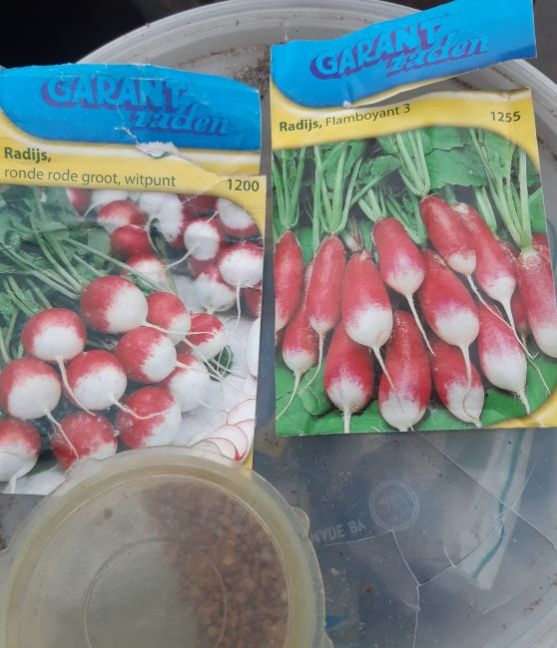 GARANT
zaden
Radijs,
ronde rode groot, witpunt
1200
GARANT
zaden
Radijs, Flamboyant 3
1255